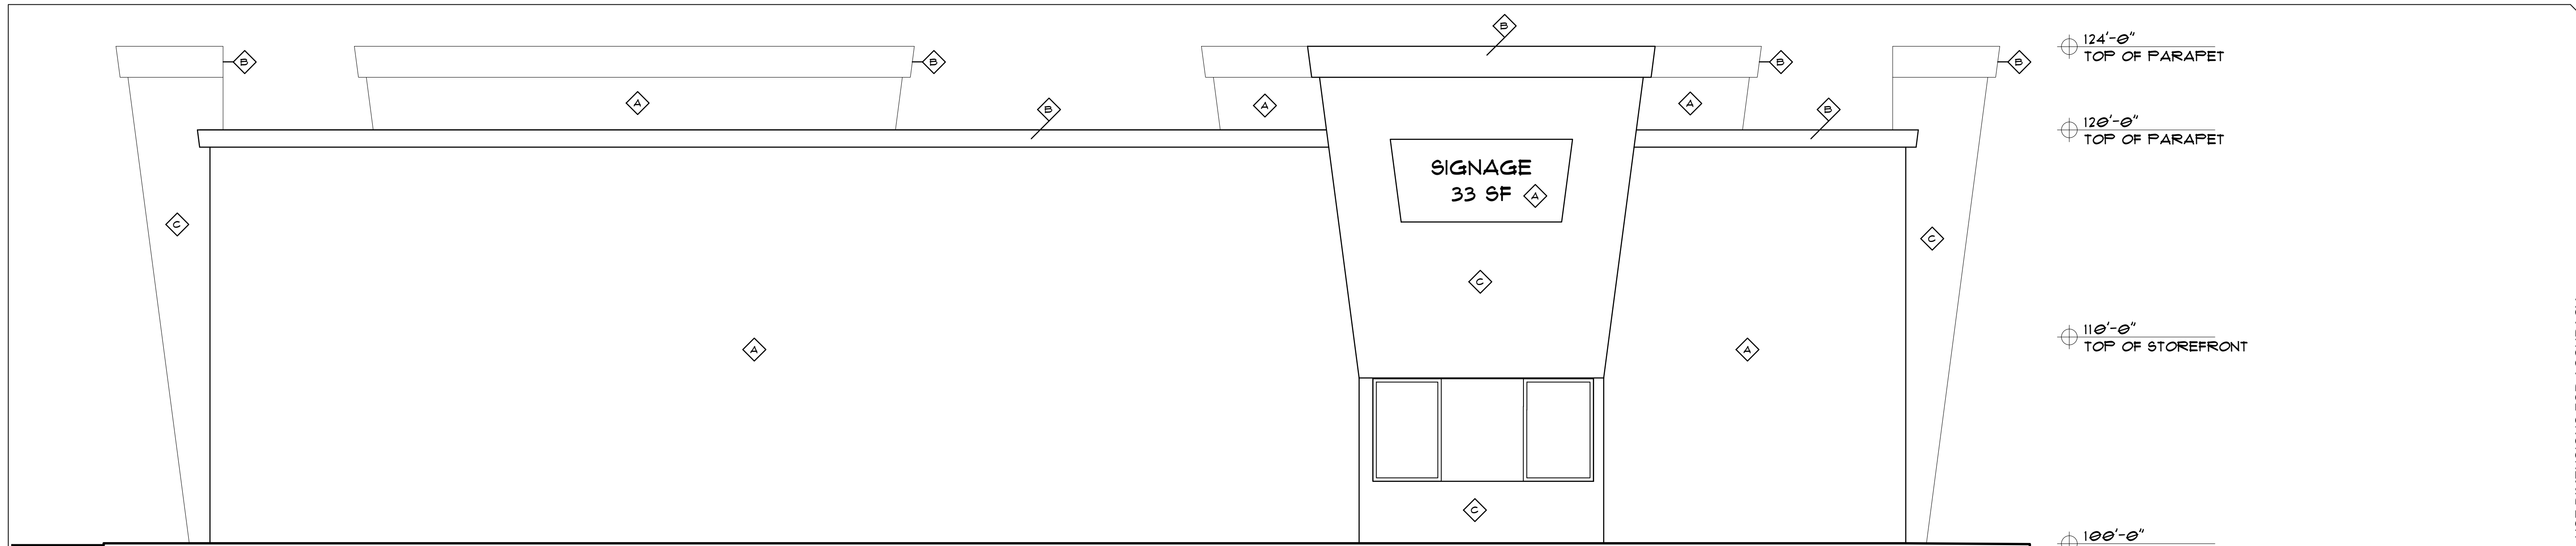 B
124'-0"
TOP OF PARAPET
B
B
B
B
A
A
A
B
B
120'-0"
TOP OF PARAPET
SIGNAGE
33 SF
A
C
C
C
110'-0"
TOP OF STOREFRONT
A
A
C
100'-0"